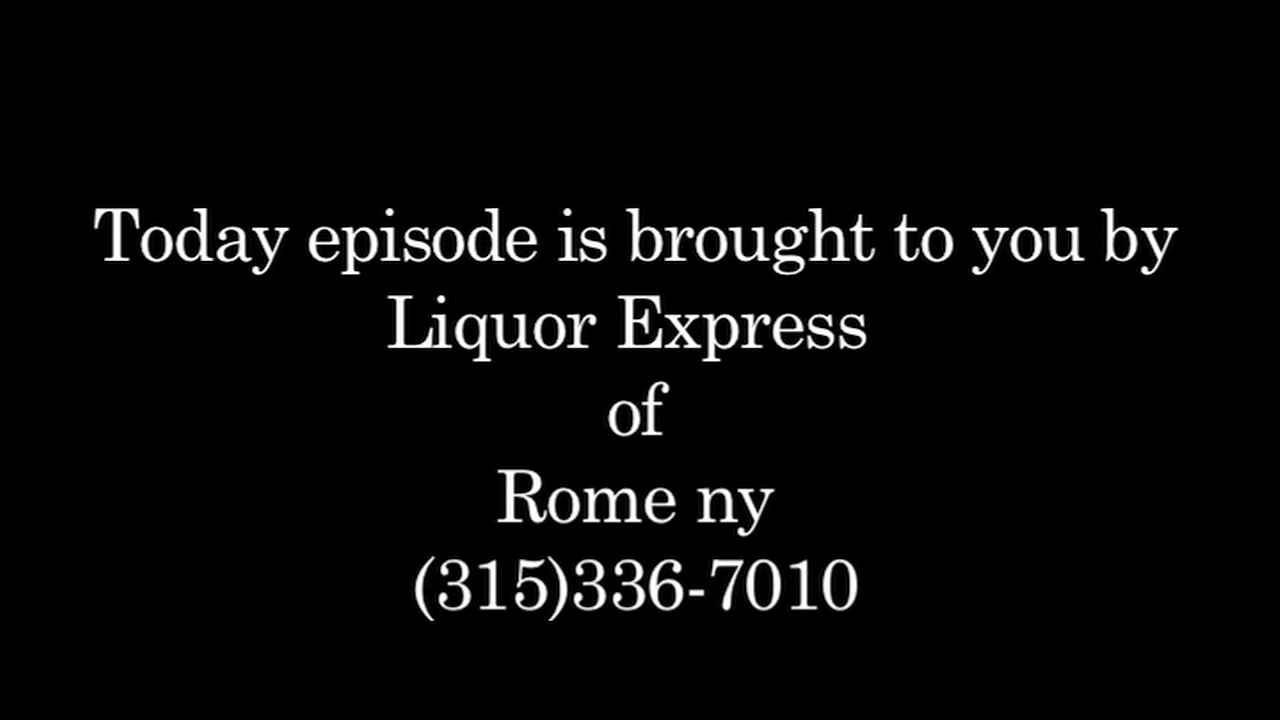 Today episode is brought to you by
Liquor Express
of
Rome ny
(315)336-7010